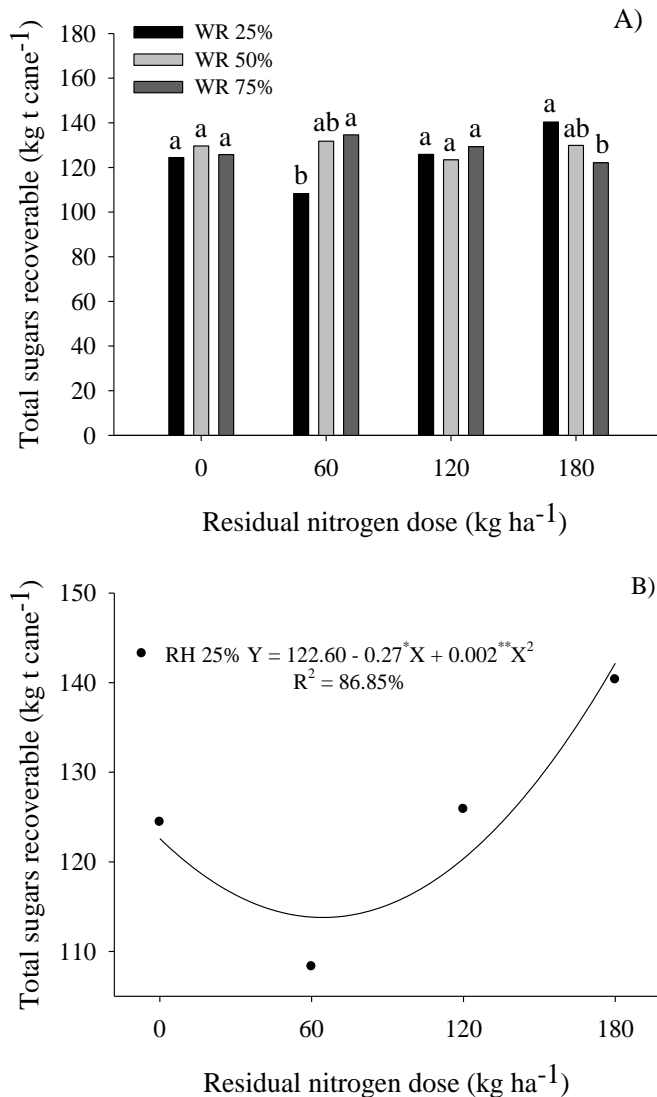 A)
Total sugars recoverable (kg t cane⁻¹)
180
160
140
120
100
80
60
40
20
0
WR 25%
WR 50%
WR 75%
a a a
b ab a
a a a
a ab b
0 60 120 180
Residual nitrogen dose (kg ha⁻¹)
B)
Total sugars recoverable (kg t cane⁻¹)
150
140
130
120
110
RH 25% Y = 122.60 - 0.27*X + 0.002**X²
R² = 86.85%
0 60 120 180
Residual nitrogen dose (kg ha⁻¹)